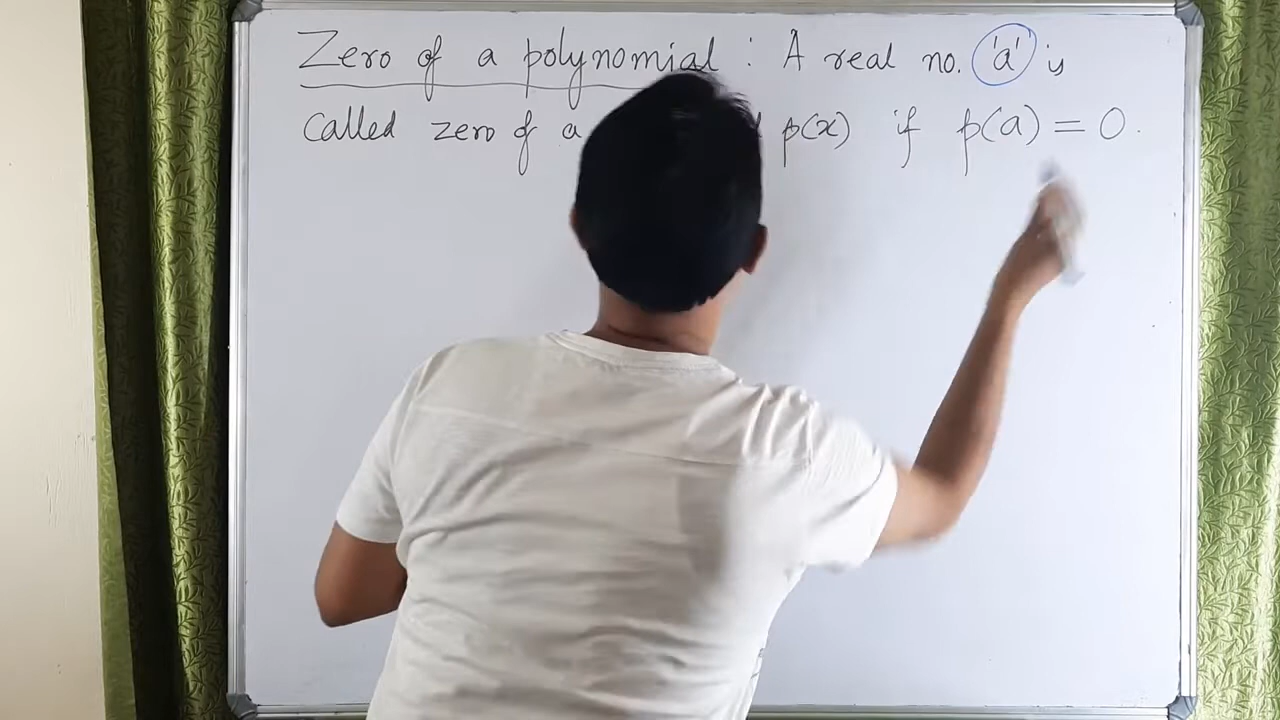 Zero of a polynomial : A real no. 'a' is
Called zero of a p(x) if p(a) = 0.